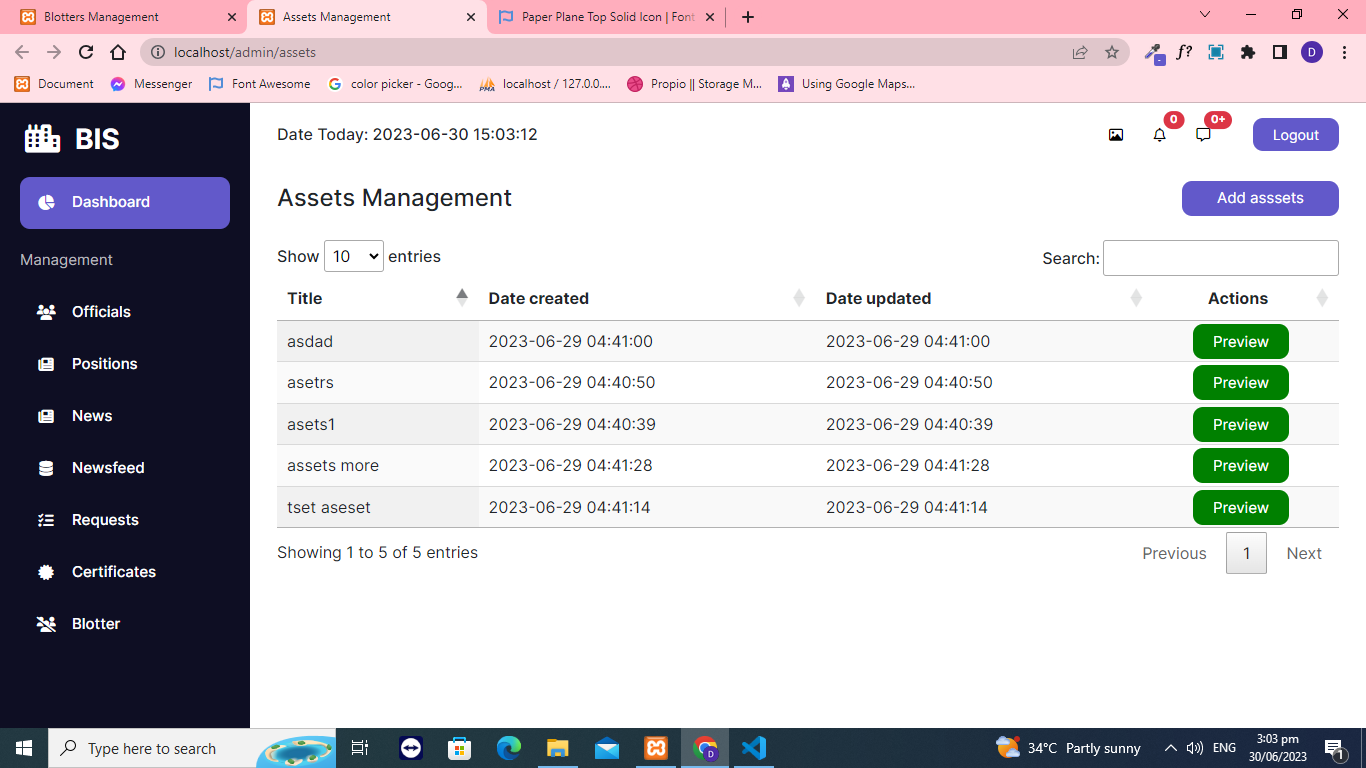 Blotters Management
Assets Management
Paper Plane Top Solid Icon | Font
localhost/admin/assets
f?
D
Document
Messenger
Font Awesome
color picker - Goog...
localhost / 127.0.0....
Propio || Storage M...
Using Google Maps...
BIS
Date Today: 2023-06-30 15:03:12
0
0+
Logout
Dashboard
Management
Officials
Positions
News
Newsfeed
Requests
Certificates
Blotter
Assets Management
Add asssets
Show 10 entries
Search:
Title Date created Date updated Actions
asdad 2023-06-29 04:41:00 2023-06-29 04:41:00 Preview
asetrs 2023-06-29 04:40:50 2023-06-29 04:40:50 Preview
asets1 2023-06-29 04:40:39 2023-06-29 04:40:39 Preview
assets more 2023-06-29 04:41:28 2023-06-29 04:41:28 Preview
tset aseset 2023-06-29 04:41:14 2023-06-29 04:41:14 Preview
Showing 1 to 5 of 5 entries
Previous 1 Next
Type here to search
D
34°C Partly sunny
ENG
3:03 pm
30/06/2023
1